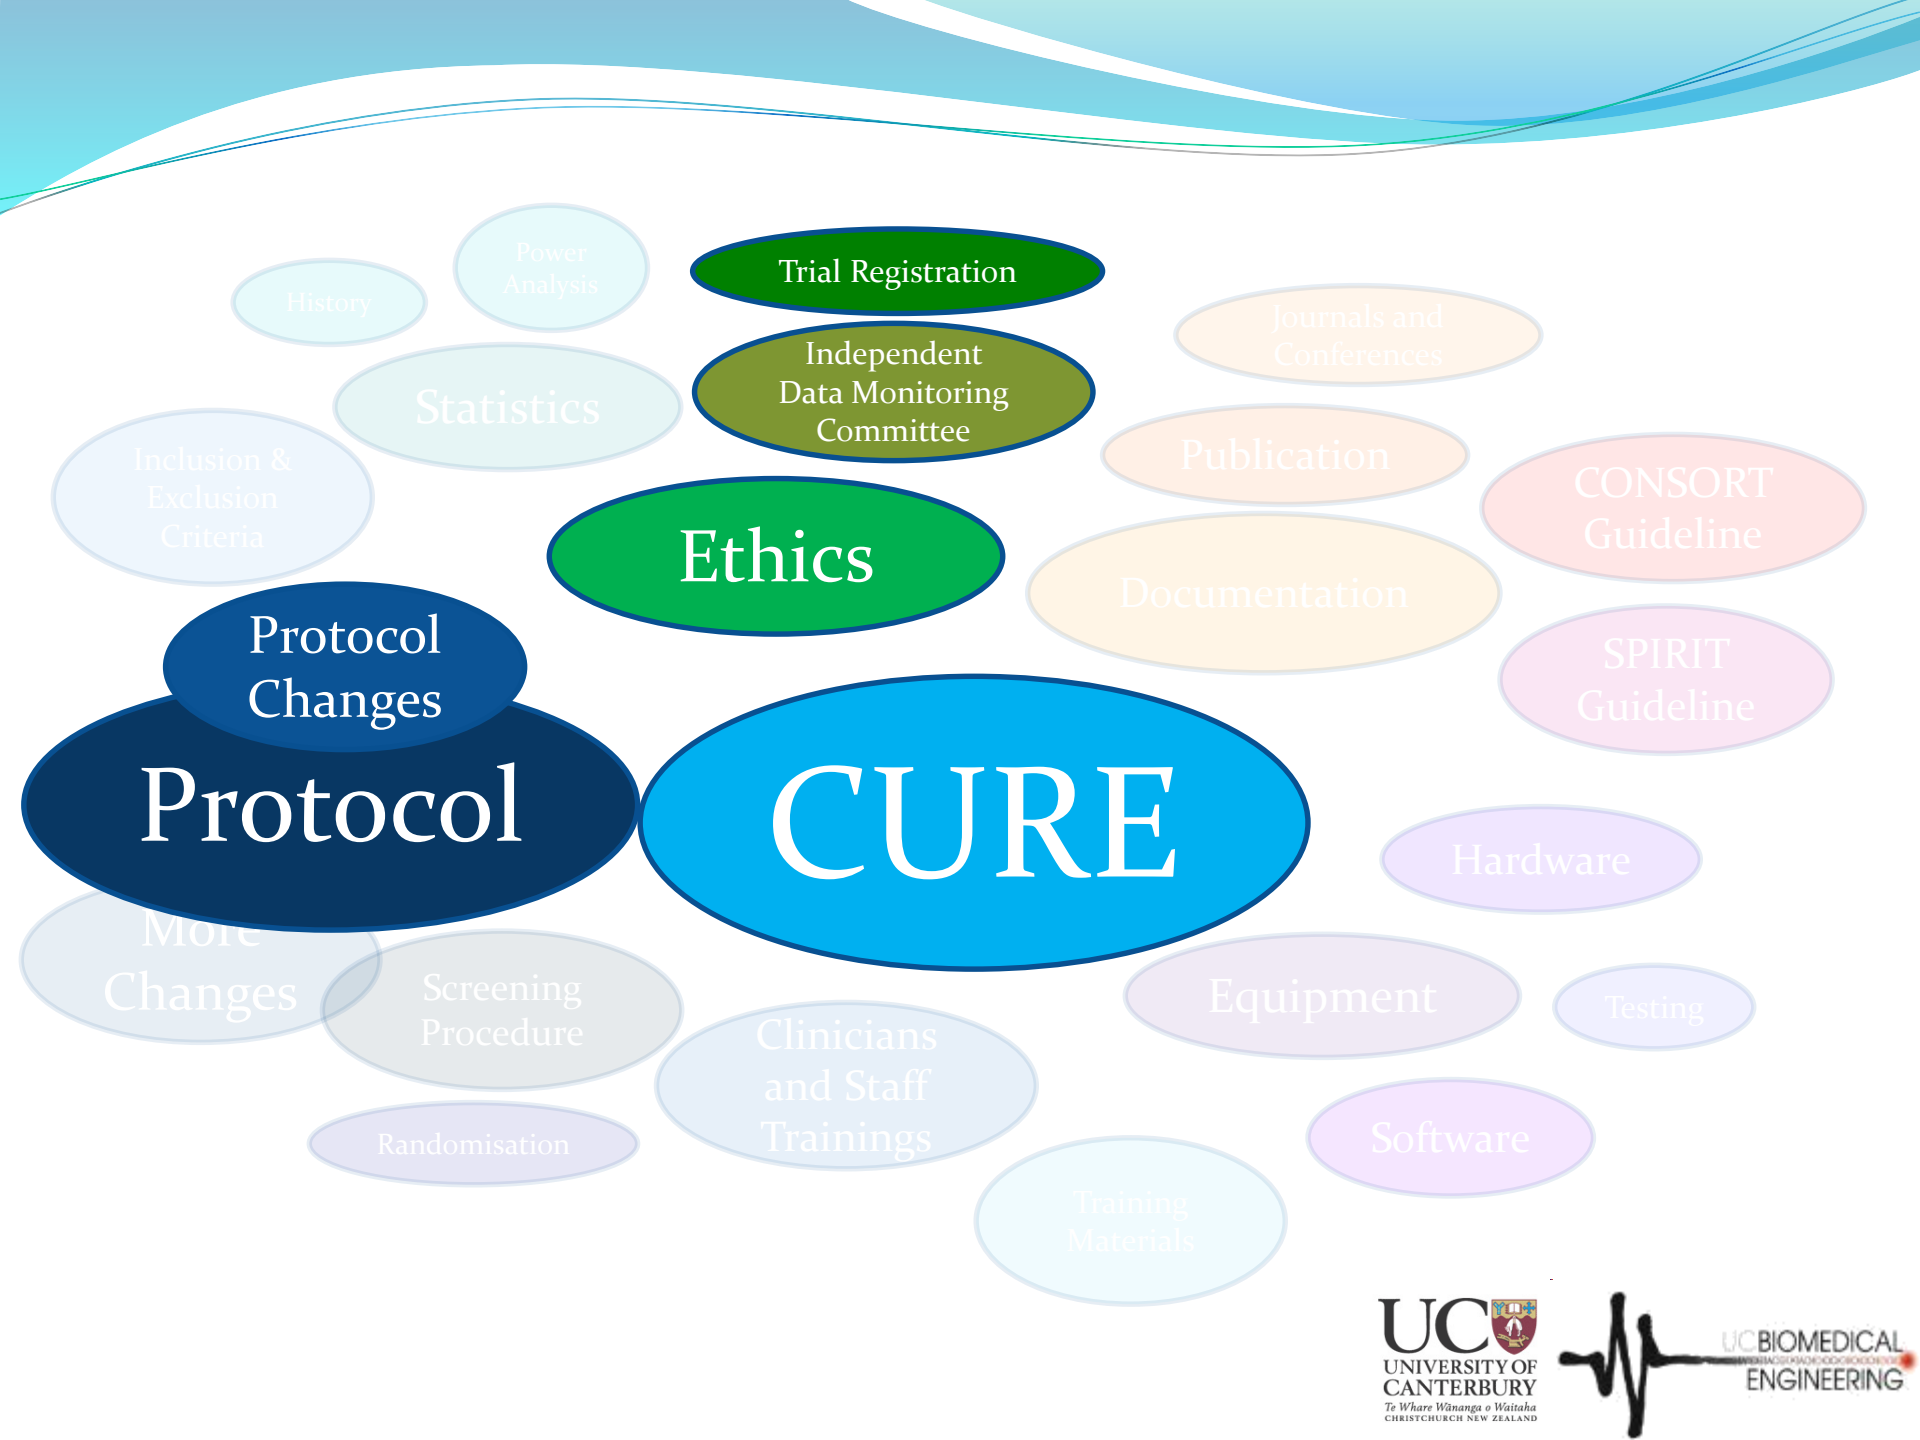 Power
Analysis
History
Trial Registration
Independent
Data Monitoring
Committee
Journals and
Conferences
Statistics
Inclusion &
Exclusion
Criteria
Publication
CONSORT
Guideline
Ethics
Documentation
Protocol
Changes
SPIRIT
Guideline
Protocol
CURE
Hardware
More
Changes
Screening
Procedure
Equipment
Testing
Clinicians
and Staff
Trainings
Randomisation
Software
Training
Materials
UC
UNIVERSITY OF
CANTERBURY
Te Whare Wānanga o Waitaha
CHRISTCHURCH NEW ZEALAND
UCBIOMEDICAL
ENGINEERING